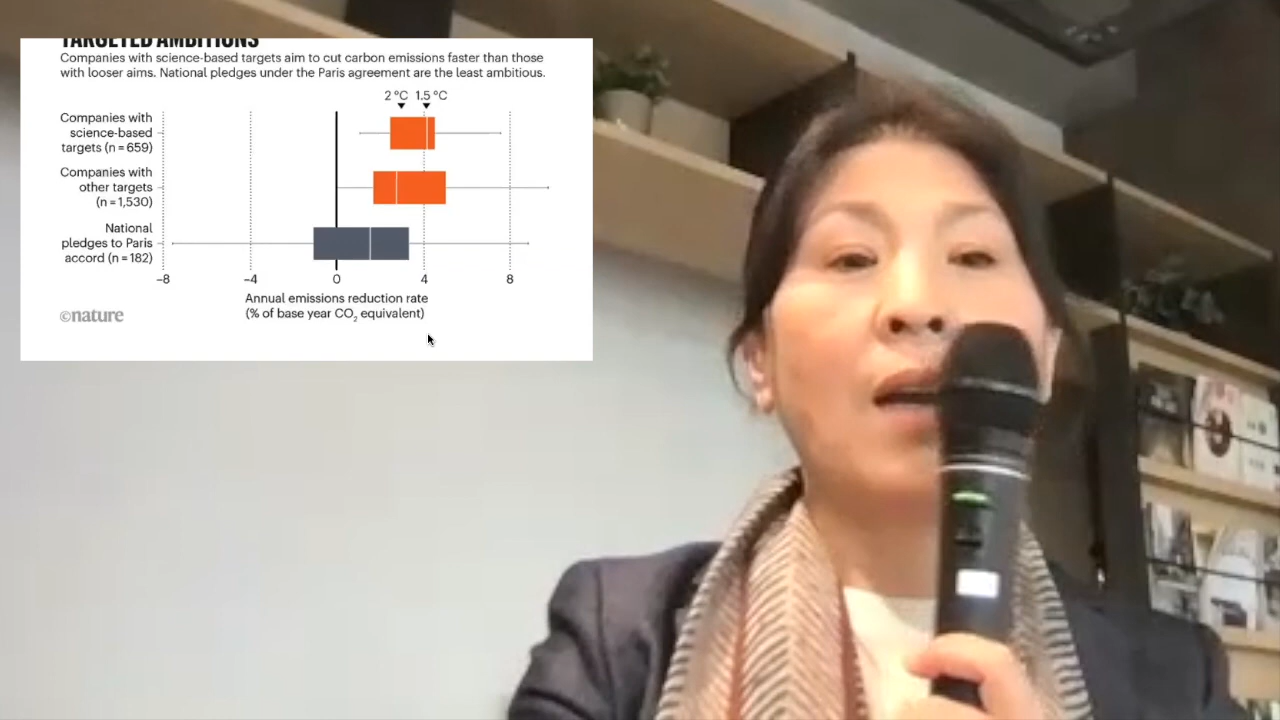 TARGETED AMBITIONS
Companies with science-based targets aim to cut carbon emissions faster than those
with looser aims. National pledges under the Paris agreement are the least ambitious.
2 °C 1.5 °C
Companies with
science-based
targets (n = 659)
Companies with
other targets
(n = 1,530)
National
pledges to Paris
accord (n = 182)
–8 –4 0 4 8
Annual emissions reduction rate
(% of base year CO₂ equivalent)
©nature